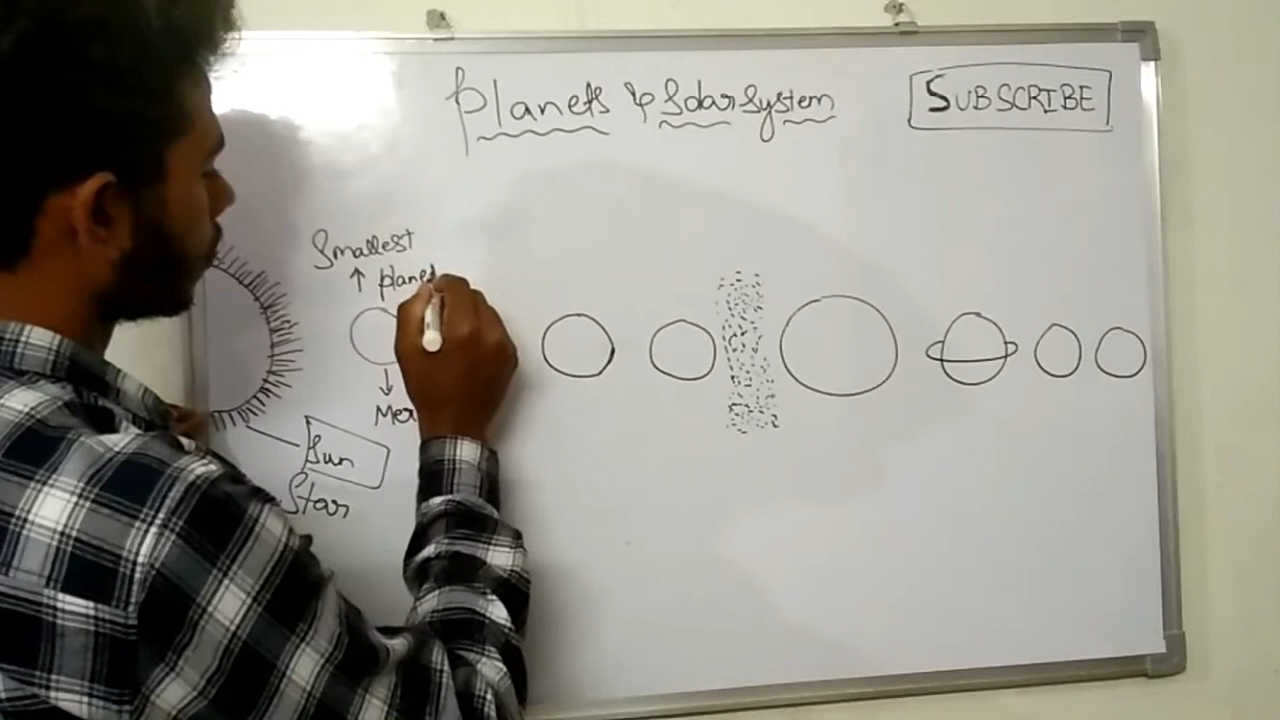 Planets & Solar System
SUBSCRIBE
Smallest
planet
Mer
Sun
Star